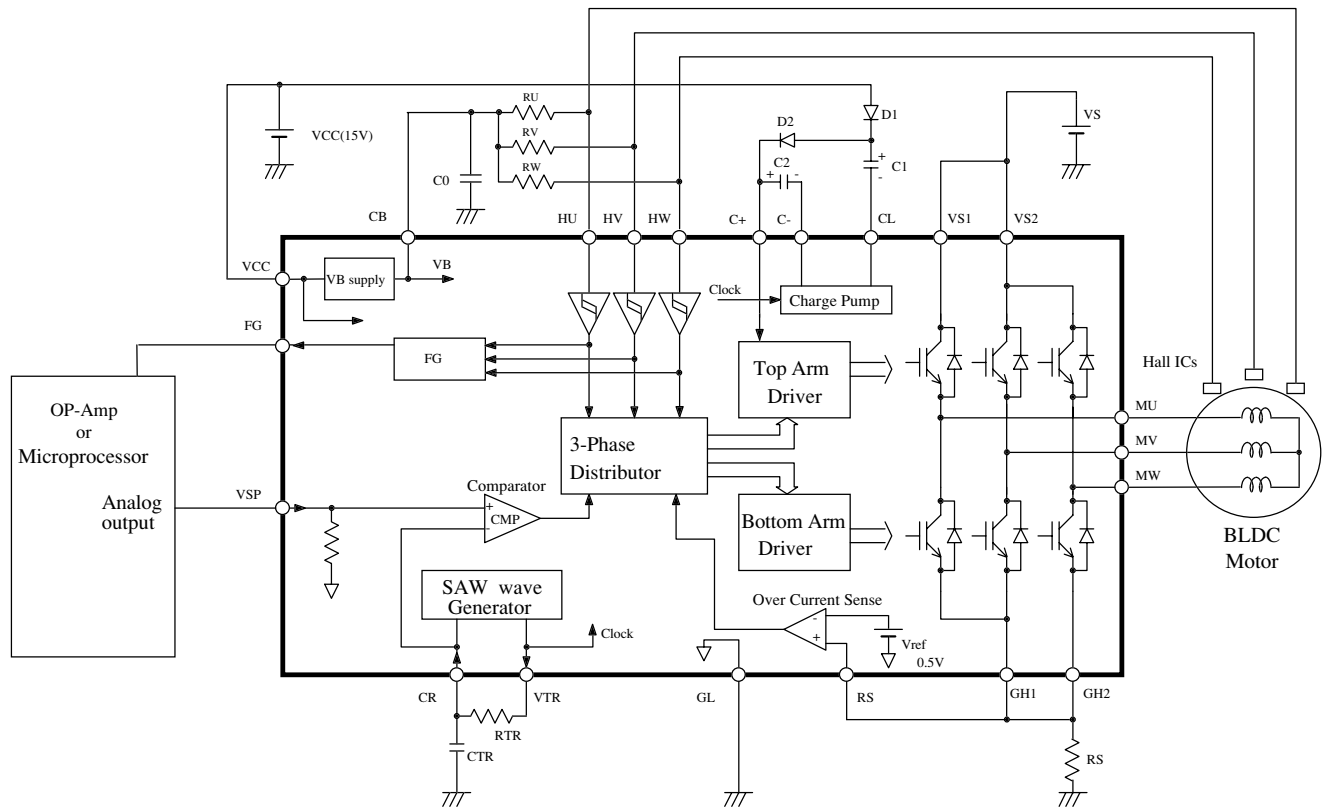 RU
D1
VS
VCC(15V)
D2
RV
C2
+
-
+
-
C1
RW
C0
CB
HU
HV
HW
C+
C-
CL
VS1
VS2
VCC
VB supply
VB
Clock
Charge Pump
FG
FG
Top Arm
Driver
Hall ICs
OP-Amp
or
Microprocessor
MU
3-Phase
Distributor
MV
MW
Analog
output
VSP
Comparator
+
CMP
-
Bottom Arm
Driver
BLDC
Motor
SAW wave
Generator
Over Current Sense
-
+
Clock
Vref
0.5V
CR
VTR
GL
RS
GH1
GH2
RTR
CTR
RS